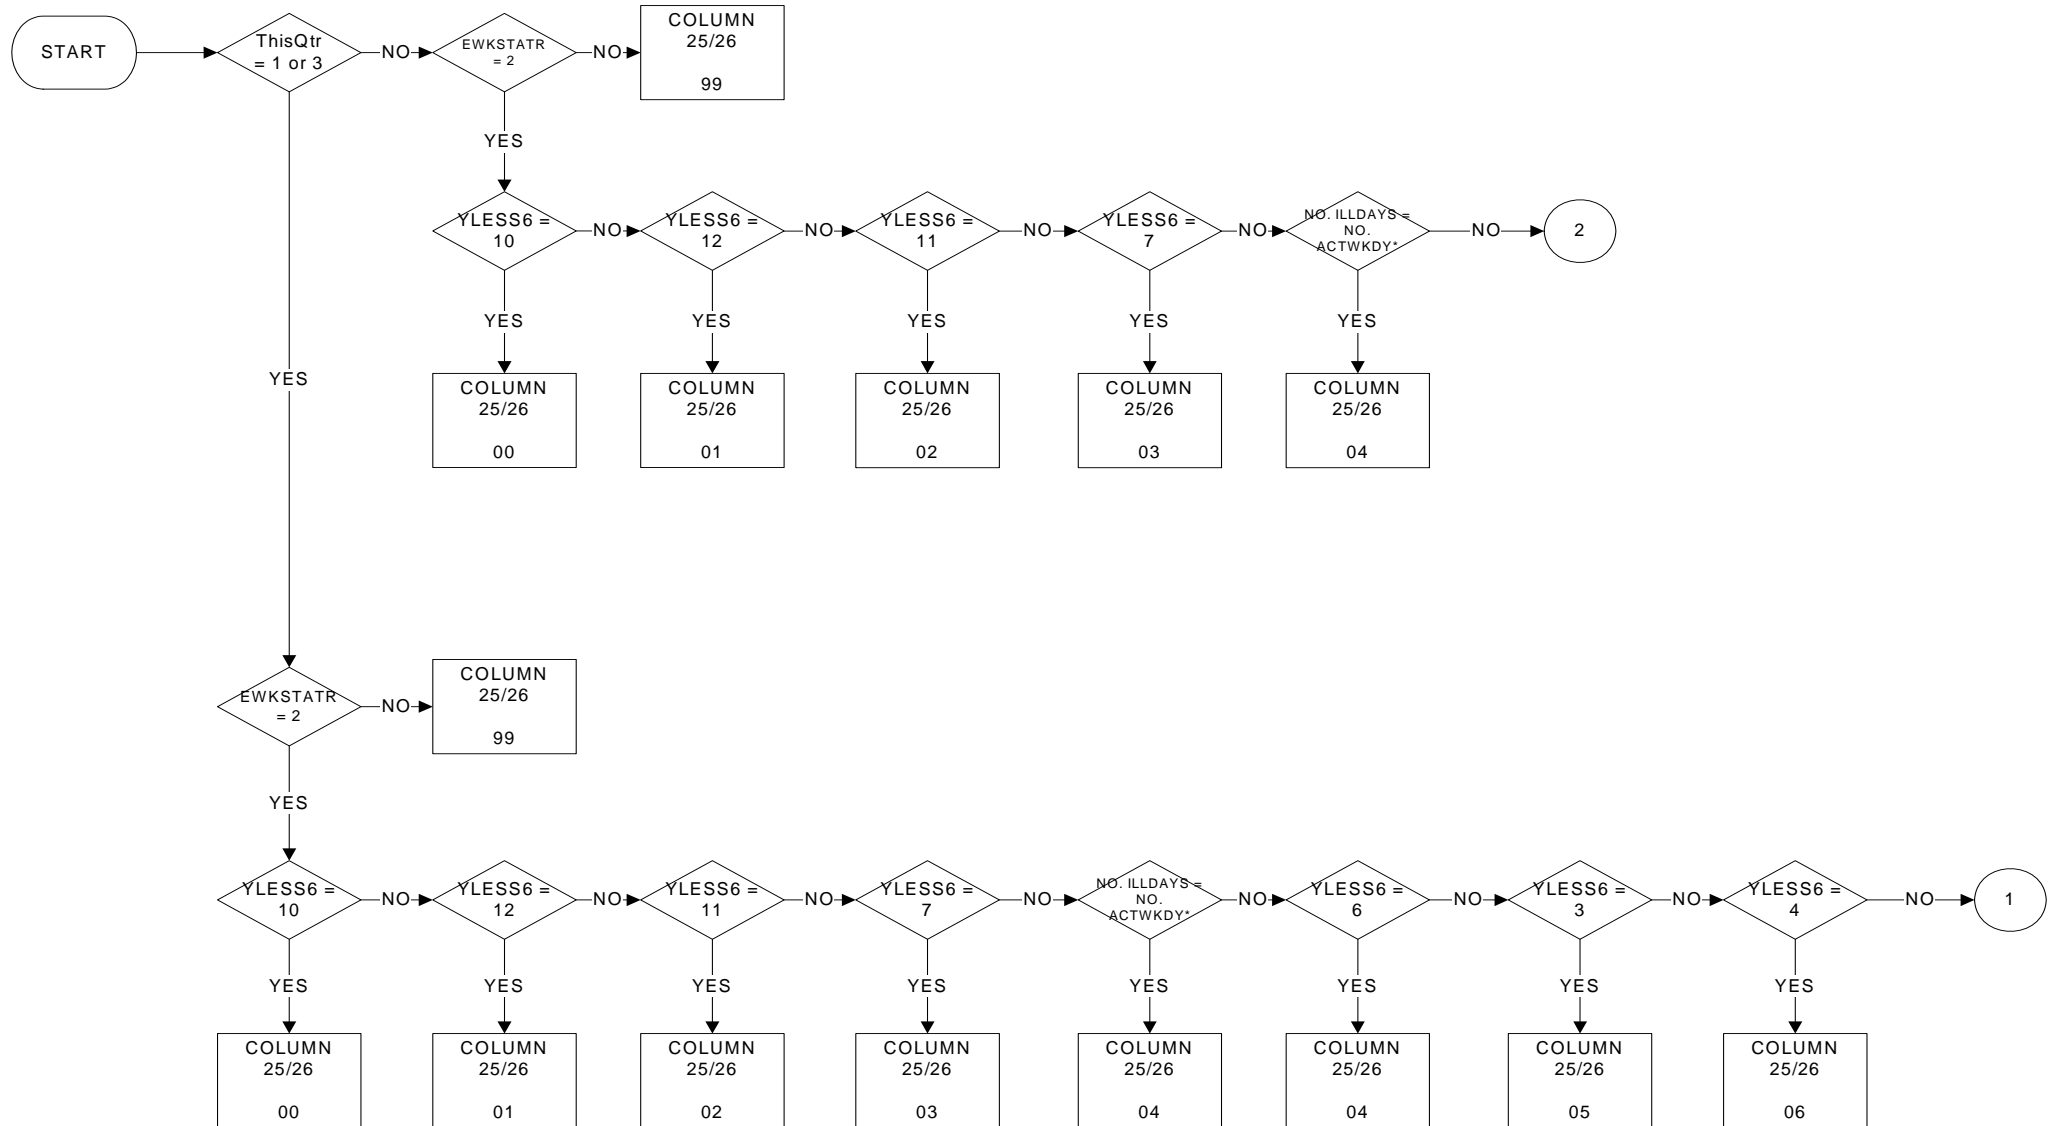 START
ThisQtr
= 1 or 3
NO
EWKSTATR
= 2
NO
COLUMN
25/26
99
YES
YLESS6 =
10
NO
YLESS6 =
12
NO
YLESS6 =
11
NO
YLESS6 =
7
NO
NO. ILLDAYS =
NO.
ACTWKDY*
NO
2
YES
YES
YES
YES
YES
COLUMN
25/26
00
COLUMN
25/26
01
COLUMN
25/26
02
COLUMN
25/26
03
COLUMN
25/26
04
YES
EWKSTATR
= 2
NO
COLUMN
25/26
99
YES
YLESS6 =
10
NO
YLESS6 =
12
NO
YLESS6 =
11
NO
YLESS6 =
7
NO
NO. ILLDAYS =
NO.
ACTWKDY*
NO
YLESS6 =
6
NO
YLESS6 =
3
NO
YLESS6 =
4
NO
1
YES
YES
YES
YES
YES
YES
YES
YES
COLUMN
25/26
00
COLUMN
25/26
01
COLUMN
25/26
02
COLUMN
25/26
03
COLUMN
25/26
04
COLUMN
25/26
04
COLUMN
25/26
05
COLUMN
25/26
06